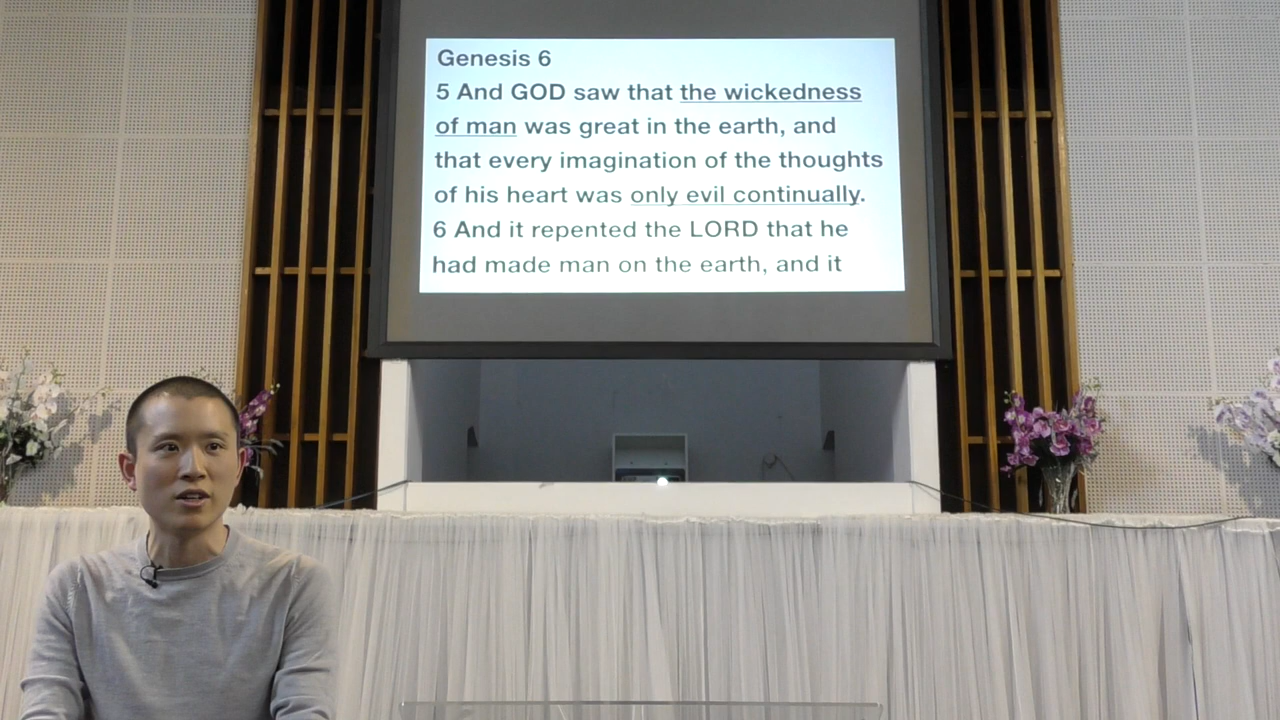 Genesis 6
5 And GOD saw that the wickedness
of man was great in the earth, and
that every imagination of the thoughts
of his heart was only evil continually.
6 And it repented the LORD that he
had made man on the earth, and it